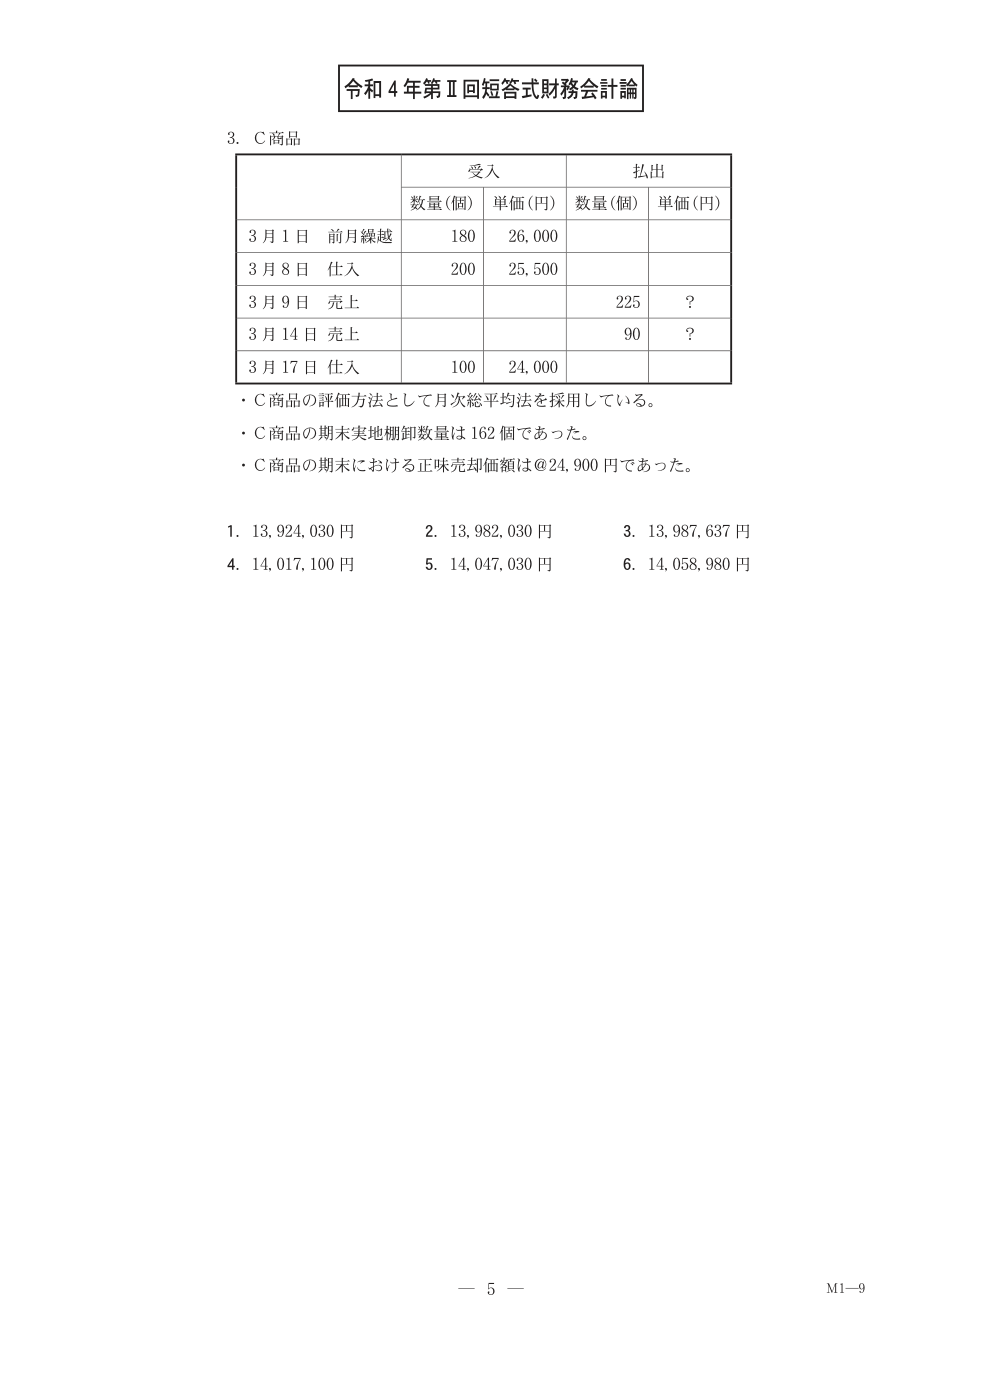 令和4年第Ⅱ回短答式財務会計論
3. C商品
受入 払出
数量(個) 単価(円) 数量(個) 単価(円)
3月1日 前月繰越 180 26,000
3月8日 仕入 200 25,500
3月9日 売上 225 ?
3月14日 売上 90 ?
3月17日 仕入 100 24,000
・C商品の評価方法として月次総平均法を採用している。
・C商品の期末実地棚卸数量は162個であった。
・C商品の期末における正味売却価額は@24,900円であった。
1. 13,924,030円 2. 13,982,030円 3. 13,987,637円
4. 14,017,100円 5. 14,047,030円 6. 14,058,980円
― 5 ― M1―9